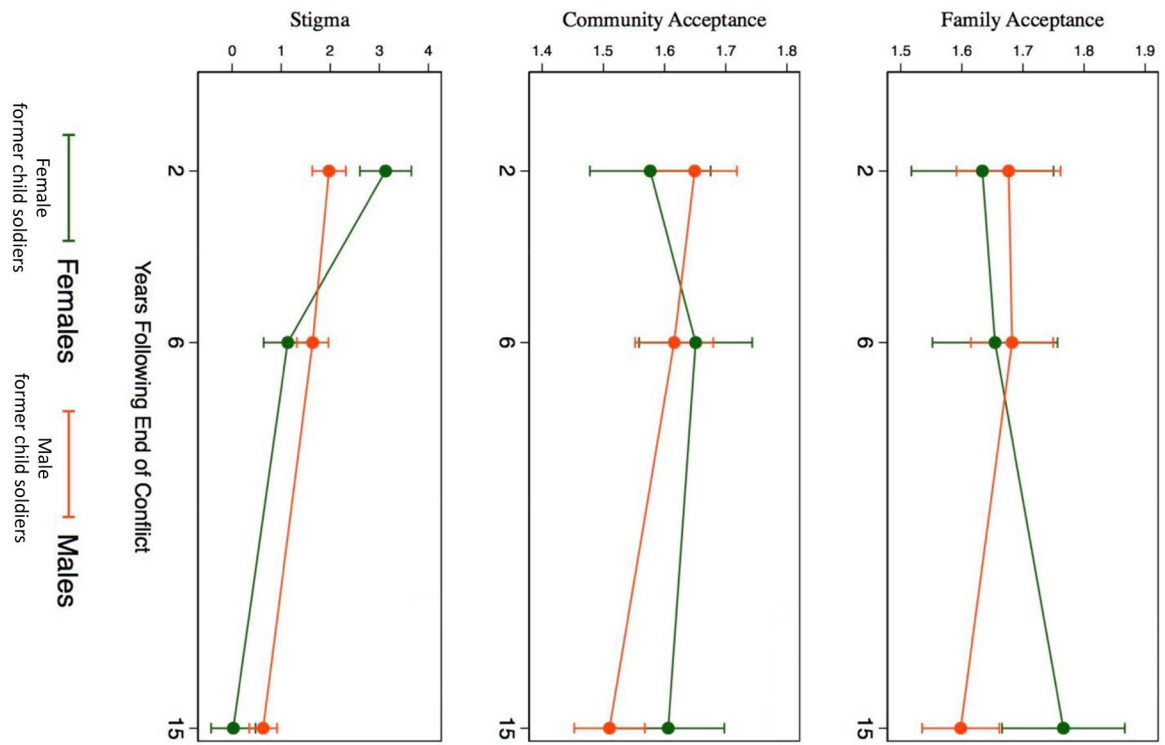 Stigma
Community Acceptance
Family Acceptance
0 1 2 3 4
1.4 1.5 1.6 1.7 1.8
1.5 1.6 1.7 1.8 1.9
2
6
15
2
6
15
2
6
15
Years Following End of Conflict
Females
Female
former child soldiers
Males
Male
former child soldiers